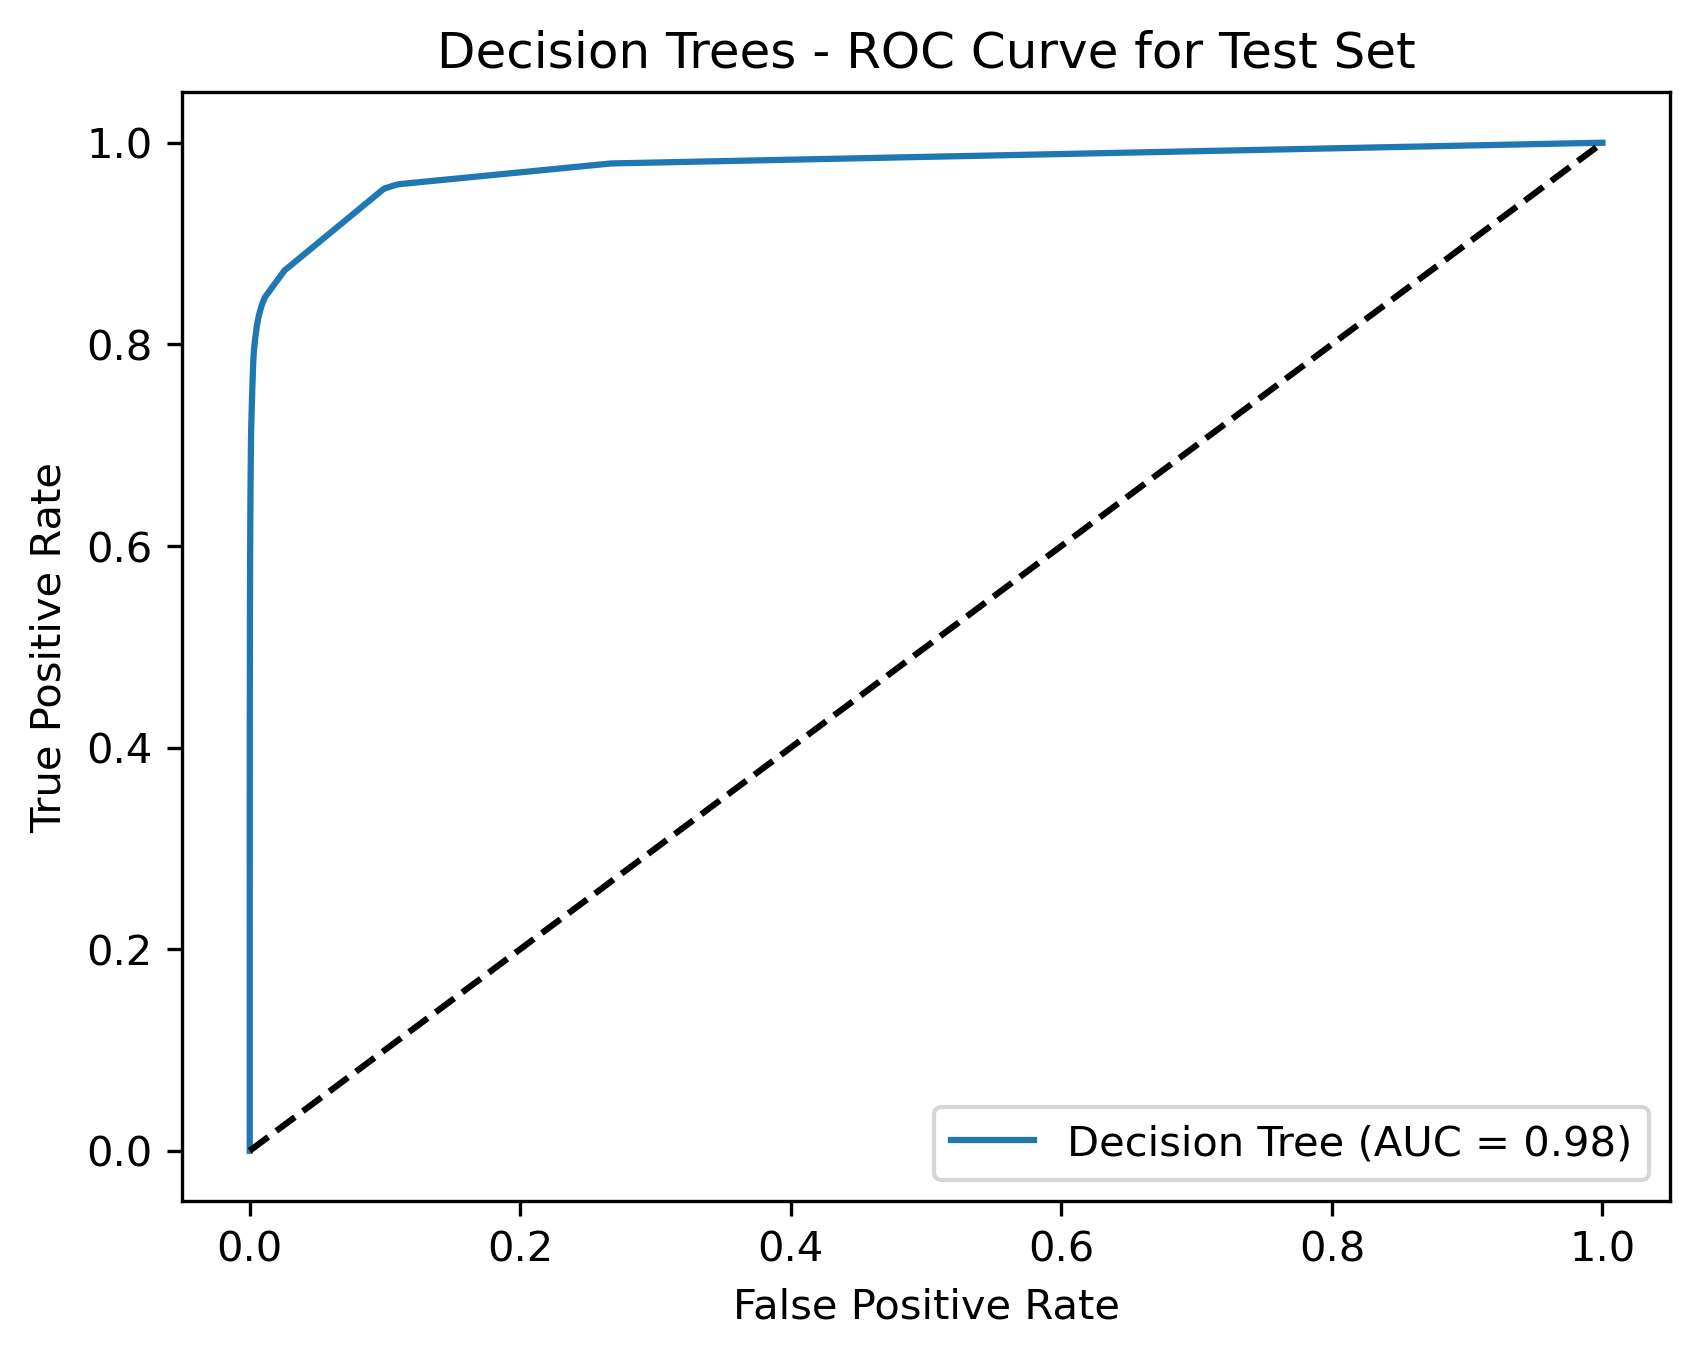 Decision Trees - ROC Curve for Test Set
True Positive Rate
1.0
0.8
0.6
0.4
0.2
0.0
Decision Tree (AUC = 0.98)
0.0 0.2 0.4 0.6 0.8 1.0
False Positive Rate